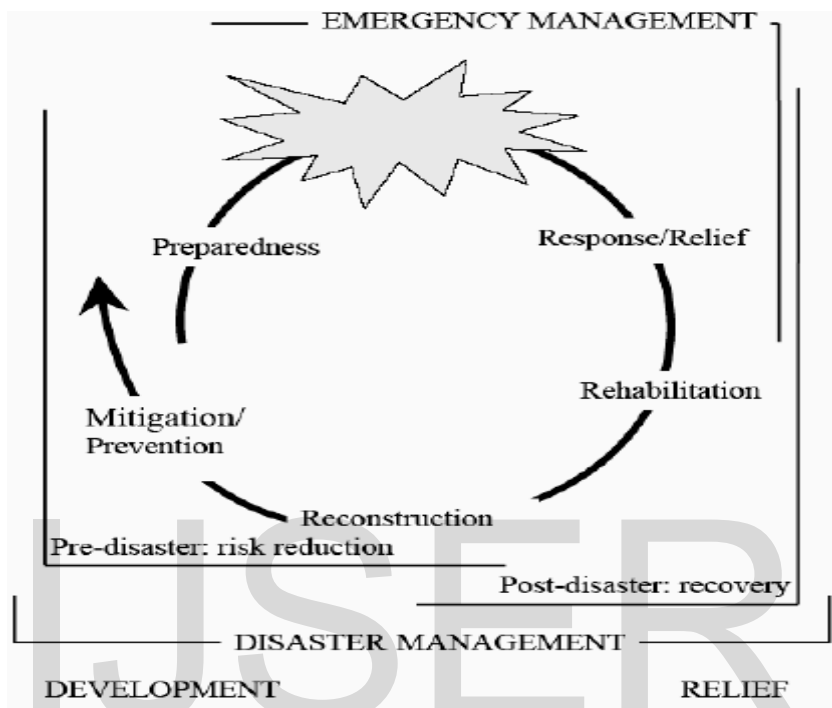 EMERGENCY MANAGEMENT
Preparedness
Response/Relief
Rehabilitation
Mitigation/
Prevention
Reconstruction
Pre-disaster: risk reduction
Post-disaster: recovery
DISASTER MANAGEMENT
DEVELOPMENT
RELIEF
IJSER